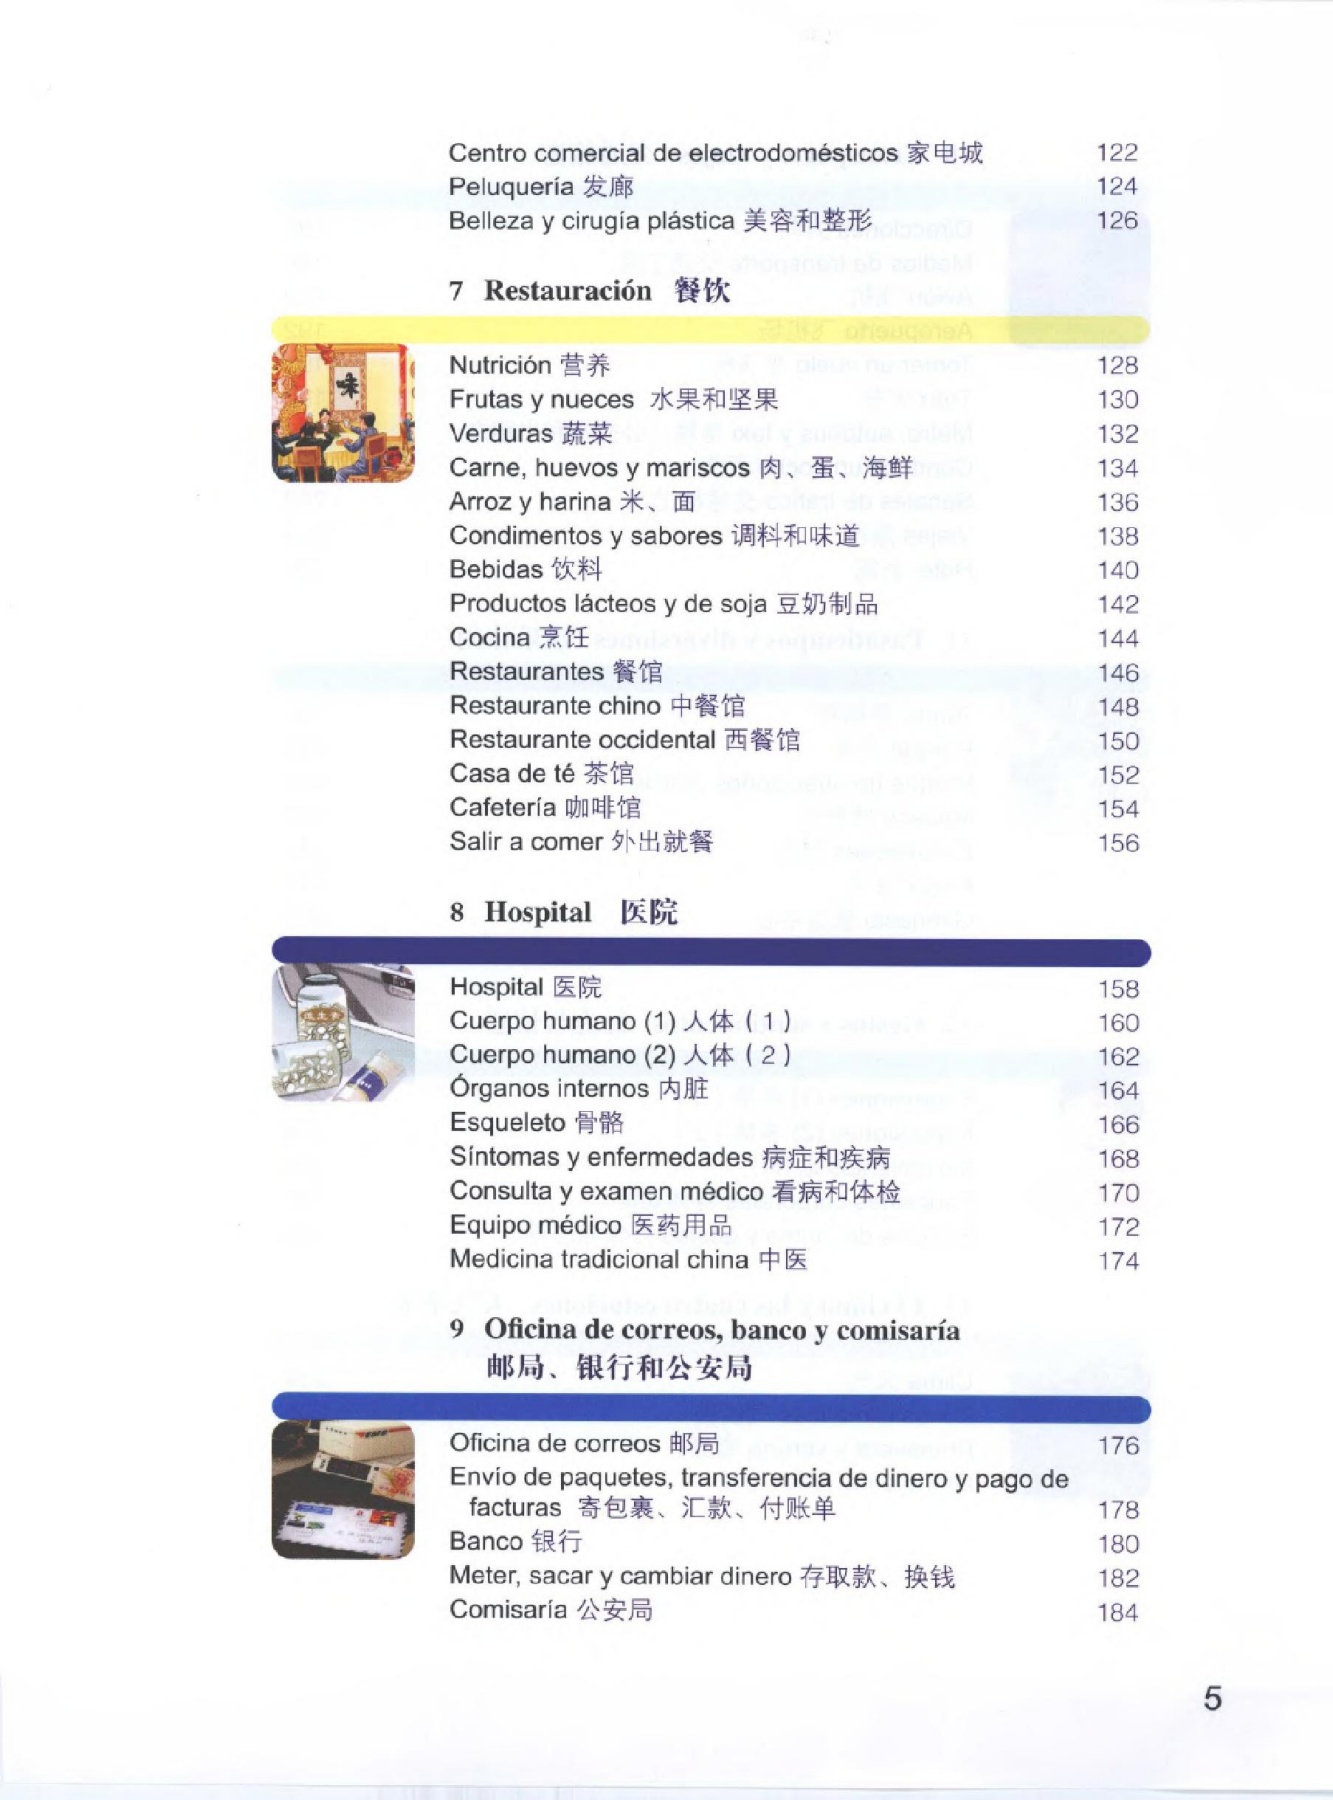 Centro comercial de electrodomésticos 家电城 122
Peluquería 发廊 124
Belleza y cirugía plástica 美容和整形 126
7 Restauración 餐饮
味
Nutrición 营养 128
Frutas y nueces 水果和坚果 130
Verduras 蔬菜 132
Carne, huevos y mariscos 肉、蛋、海鲜 134
Arroz y harina 米、面 136
Condimentos y sabores 调料和味道 138
Bebidas 饮料 140
Productos lácteos y de soja 豆奶制品 142
Cocina 烹饪 144
Restaurantes 餐馆 146
Restaurante chino 中餐馆 148
Restaurante occidental 西餐馆 150
Casa de té 茶馆 152
Cafetería 咖啡馆 154
Salir a comer 外出就餐 156
8 Hospital 医院
Hospital 医院 158
Cuerpo humano (1) 人体（1） 160
Cuerpo humano (2) 人体（2） 162
Órganos internos 内脏 164
Esqueleto 骨骼 166
Síntomas y enfermedades 病症和疾病 168
Consulta y examen médico 看病和体检 170
Equipo médico 医药用品 172
Medicina tradicional china 中医 174
9 Oficina de correos, banco y comisaría
邮局、银行和公安局
EMS
Oficina de correos 邮局 176
Envío de paquetes, transferencia de dinero y pago de
facturas 寄包裹、汇款、付账单 178
Banco 银行 180
Meter, sacar y cambiar dinero 存取款、换钱 182
Comisaría 公安局 184
5